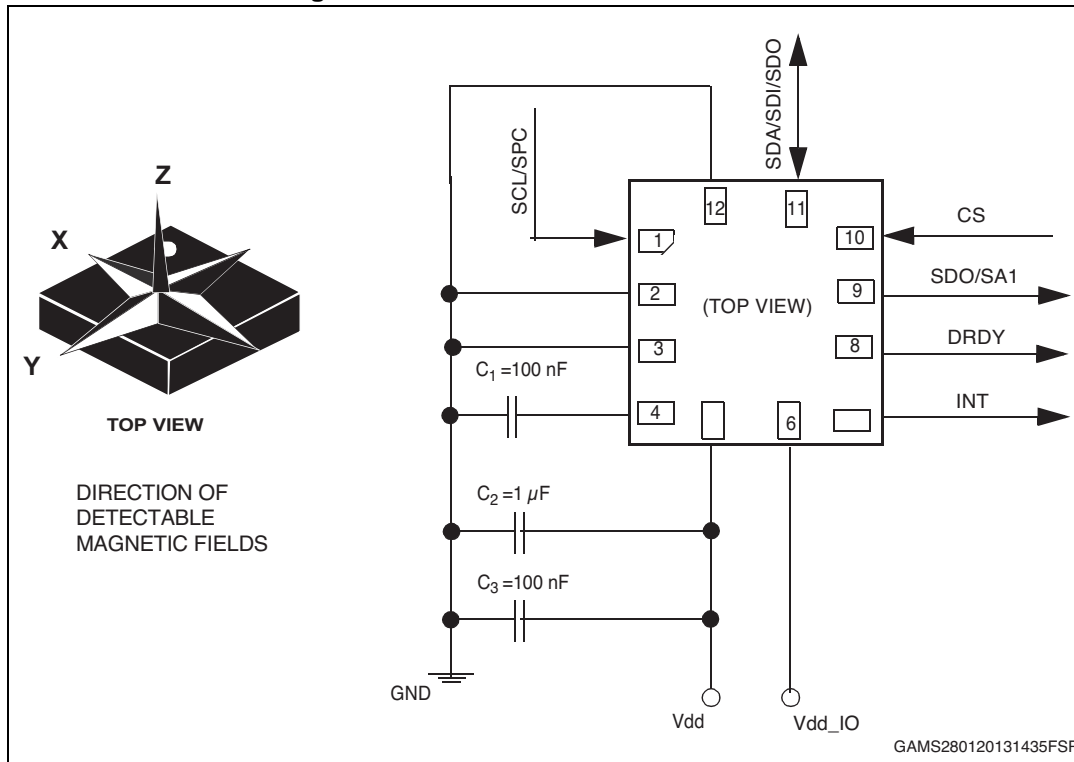 Z
X
Y
TOP VIEW
DIRECTION OF
DETECTABLE
MAGNETIC FIELDS
SCL/SPC
SDA/SDI/SDO
12
11
1
10
CS
2
9
SDO/SA1
(TOP VIEW)
3
8
DRDY
C1 =100 nF
4
6
INT
C2 =1 µF
C3 =100 nF
GND
Vdd
Vdd_IO